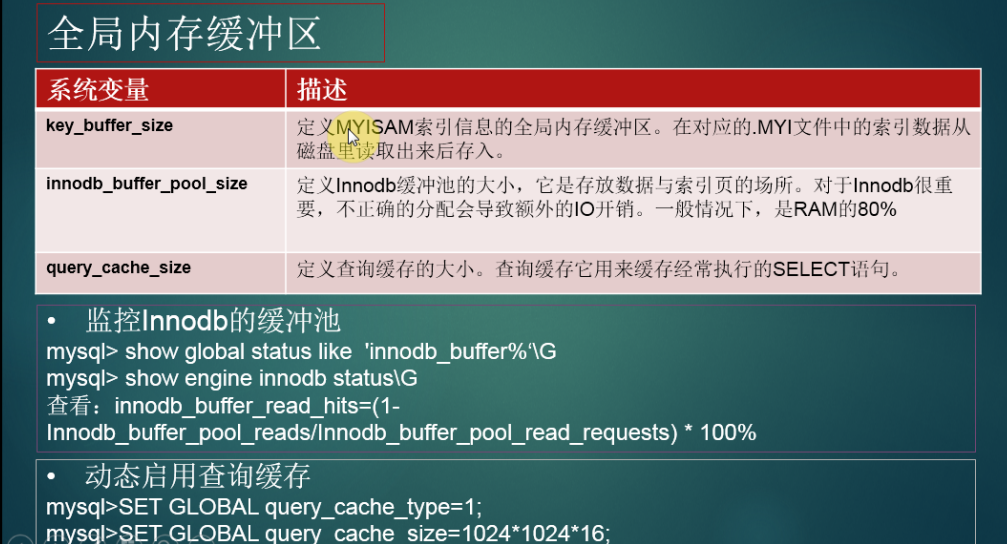 全局内存缓冲区
系统变量 描述
key_buffer_size 定义MYISAM索引信息的全局内存缓冲区。在对应的.MYI文件中的索引数据从
磁盘里读取出来后存入。
innodb_buffer_pool_size 定义Innodb缓冲池的大小，它是存放数据与索引页的场所。对于Innodb很重
要，不正确的分配会导致额外的IO开销。一般情况下，是RAM的80%
query_cache_size 定义查询缓存的大小。查询缓存它用来缓存经常执行的SELECT语句。
• 监控Innodb的缓冲池
mysql> show global status like 'innodb_buffer%‘\G
mysql> show engine innodb status\G
查看：innodb_buffer_read_hits=(1-
Innodb_buffer_pool_reads/Innodb_buffer_pool_read_requests) * 100%
• 动态启用查询缓存
mysql>SET GLOBAL query_cache_type=1;
mysql>SET GLOBAL query_cache_size=1024*1024*16;